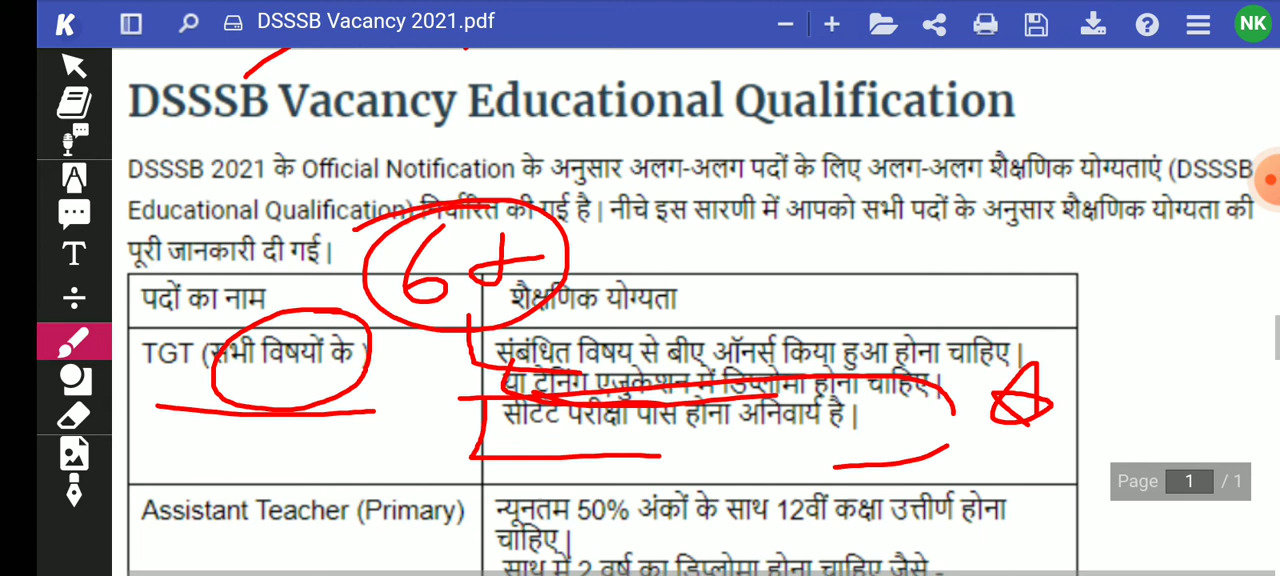 K
DSSSB Vacancy 2021.pdf
NK
DSSSB Vacancy Educational Qualification
DSSSB 2021 के Official Notification के अनुसार अलग-अलग पदों के लिए अलग-अलग शैक्षणिक योग्यताएं (DSSSB
Educational Qualification) निर्धारित की गई है | नीचे इस सारणी में आपको सभी पदों के अनुसार शैक्षणिक योग्यता की
पूरी जानकारी दी गई |
पदों का नाम
शैक्षणिक योग्यता
TGT (सभी विषयों के )
संबंधित विषय से बीए ऑनर्स किया हुआ होना चाहिए |
या ट्रेनिंग एजुकेशन में डिप्लोमा होना चाहिए |
सीटेट परीक्षा पास होना अनिवार्य है |
Assistant Teacher (Primary)
न्यूनतम 50% अंकों के साथ 12वीं कक्षा उत्तीर्ण होना
चाहिए |
साथ में 2 वर्ष का डिप्लोमा होना चाहिए जैसे -
Page 1 / 1